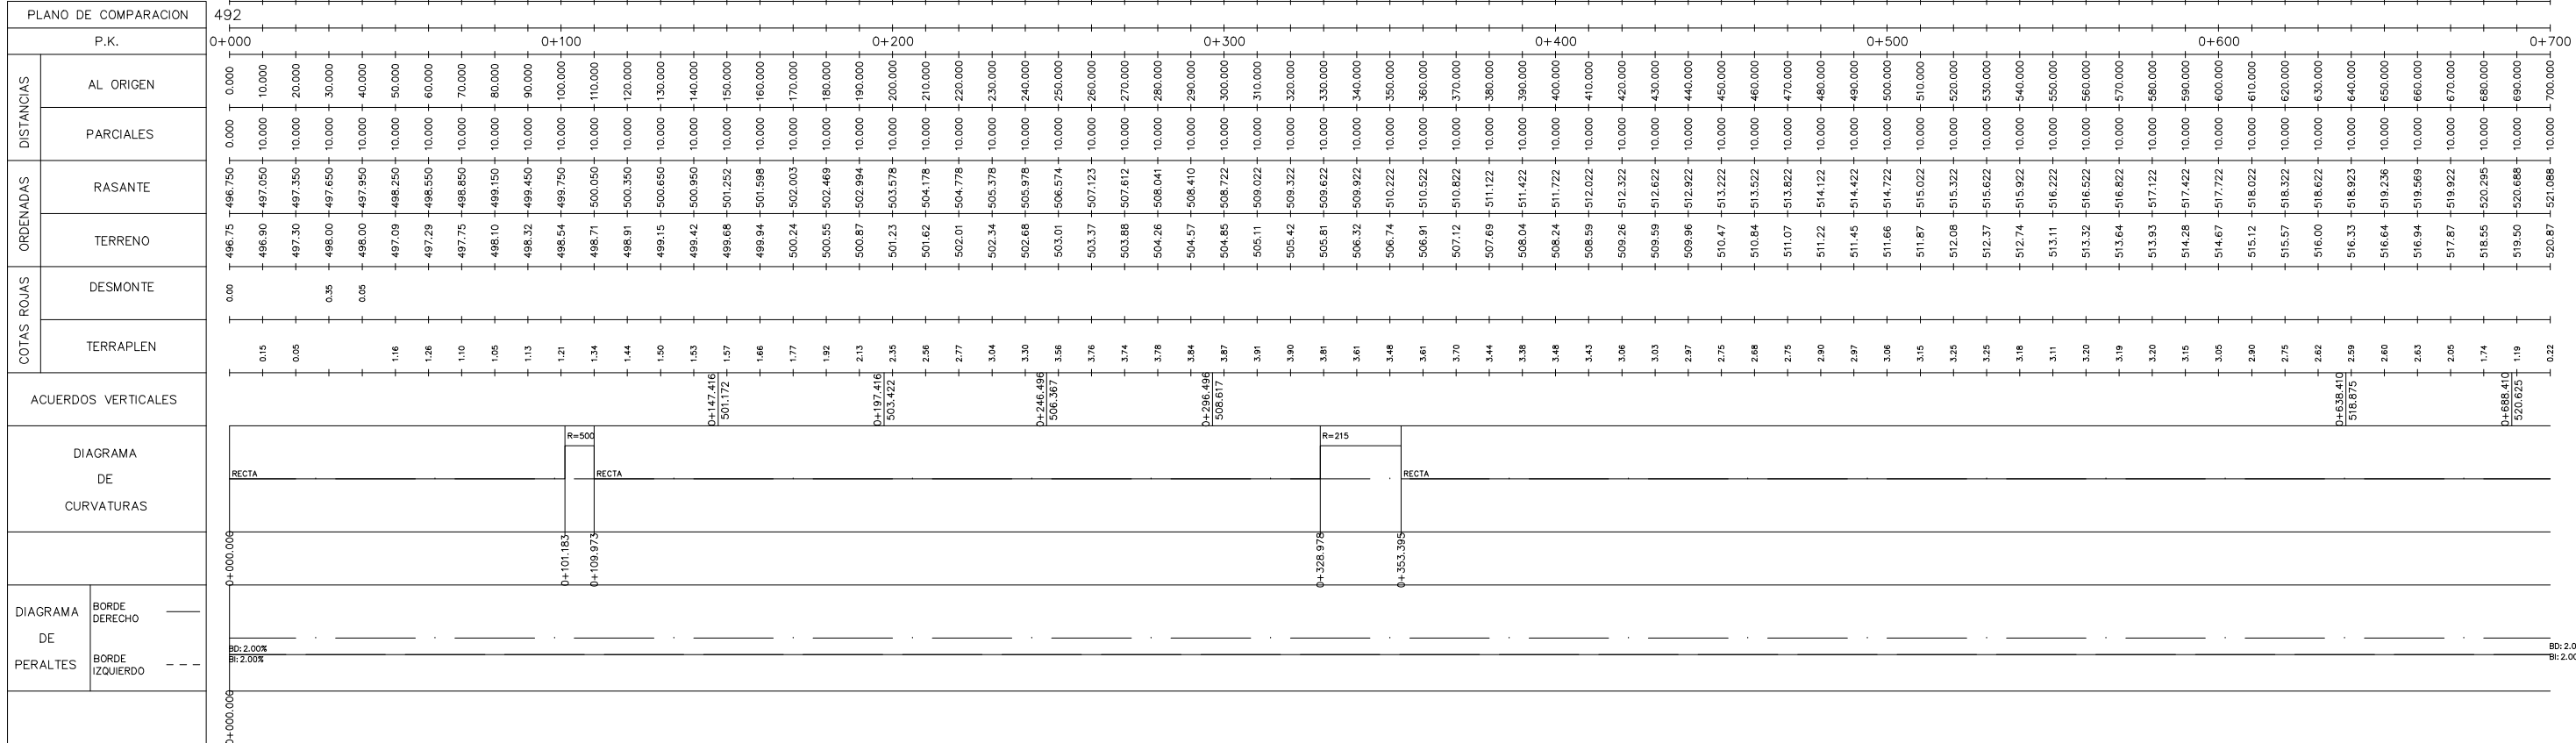 PLANO DE COMPARACION 492
P.K. 0+000 0+100 0+200 0+300 0+400 0+500 0+600 0+700
DISTANCIAS
AL ORIGEN 0.000 10.000 20.000 30.000 40.000 50.000 60.000 70.000 80.000 90.000 100.000 110.000 120.000 130.000 140.000 150.000 160.000 170.000 180.000 190.000 200.000 210.000 220.000 230.000 240.000 250.000 260.000 270.000 280.000 290.000 300.000 310.000 320.000 330.000 340.000 350.000 360.000 370.000 380.000 390.000 400.000 410.000 420.000 430.000 440.000 450.000 460.000 470.000 480.000 490.000 500.000 510.000 520.000 530.000 540.000 550.000 560.000 570.000 580.000 590.000 600.000 610.000 620.000 630.000 640.000 650.000 660.000 670.000 680.000 690.000 700.000
PARCIALES 0.000 10.000 10.000 10.000 10.000 10.000 10.000 10.000 10.000 10.000 10.000 10.000 10.000 10.000 10.000 10.000 10.000 10.000 10.000 10.000 10.000 10.000 10.000 10.000 10.000 10.000 10.000 10.000 10.000 10.000 10.000 10.000 10.000 10.000 10.000 10.000 10.000 10.000 10.000 10.000 10.000 10.000 10.000 10.000 10.000 10.000 10.000 10.000 10.000 10.000 10.000 10.000 10.000 10.000 10.000 10.000 10.000 10.000 10.000 10.000 10.000 10.000 10.000 10.000 10.000 10.000 10.000 10.000 10.000 10.000 10.000
ORDENADAS
RASANTE 496.750 497.050 497.350 497.650 497.950 498.250 498.550 498.850 499.150 499.450 499.750 500.050 500.350 500.650 500.950 501.252 501.598 502.003 502.469 502.994 503.578 504.178 504.778 505.378 505.978 506.574 507.123 507.612 508.041 508.410 508.722 509.022 509.322 509.622 509.922 510.222 510.522 510.822 511.122 511.422 511.722 512.022 512.322 512.622 512.922 513.222 513.522 513.822 514.122 514.422 514.722 515.022 515.322 515.622 515.922 516.222 516.522 516.822 517.122 517.422 517.722 518.022 518.322 518.622 518.923 519.236 519.569 519.922 520.295 520.688 521.088
TERRENO 496.75 496.90 497.30 498.00 498.00 497.09 497.29 497.75 498.10 498.32 498.54 498.71 498.91 499.15 499.42 499.68 499.94 500.24 500.55 500.87 501.23 501.62 502.01 502.34 502.68 503.01 503.37 503.88 504.26 504.57 504.85 505.11 505.42 505.81 506.32 506.74 506.91 507.12 507.69 508.04 508.24 508.59 509.26 509.59 509.96 510.47 510.84 511.07 511.22 511.45 511.66 511.87 512.08 512.37 512.74 513.11 513.32 513.64 513.93 514.28 514.67 515.12 515.57 516.00 516.33 516.64 516.94 517.87 518.55 519.50 520.87
COTAS ROJAS
DESMONTE 0.00 0.35 0.05
TERRAPLEN 0.15 0.05 1.16 1.26 1.10 1.05 1.13 1.21 1.34 1.44 1.50 1.53 1.57 1.66 1.77 1.92 2.13 2.35 2.56 2.77 3.04 3.30 3.56 3.76 3.74 3.78 3.84 3.87 3.91 3.90 3.81 3.61 3.48 3.61 3.70 3.44 3.38 3.48 3.43 3.06 3.03 2.97 2.75 2.68 2.75 2.90 2.97 3.06 3.15 3.25 3.25 3.18 3.11 3.20 3.19 3.20 3.15 3.05 2.90 2.75 2.62 2.59 2.60 2.63 2.05 1.74 1.19 0.22
ACUERDOS VERTICALES 0+147.416 501.172 0+197.416 503.422 0+246.496 506.367 0+296.496 508.617 0+638.410 518.875 0+688.410 520.625
DIAGRAMA
DE
CURVATURAS
R=500 R=215
RECTA RECTA RECTA
0+000.000 0+101.183 0+109.973 0+328.978 0+353.395
DIAGRAMA
DE
PERALTES
BORDE
DERECHO
BORDE
IZQUIERDO
BD: 2.00% BD: 2.0
BI: 2.00% BI: 2.00
0+000.000